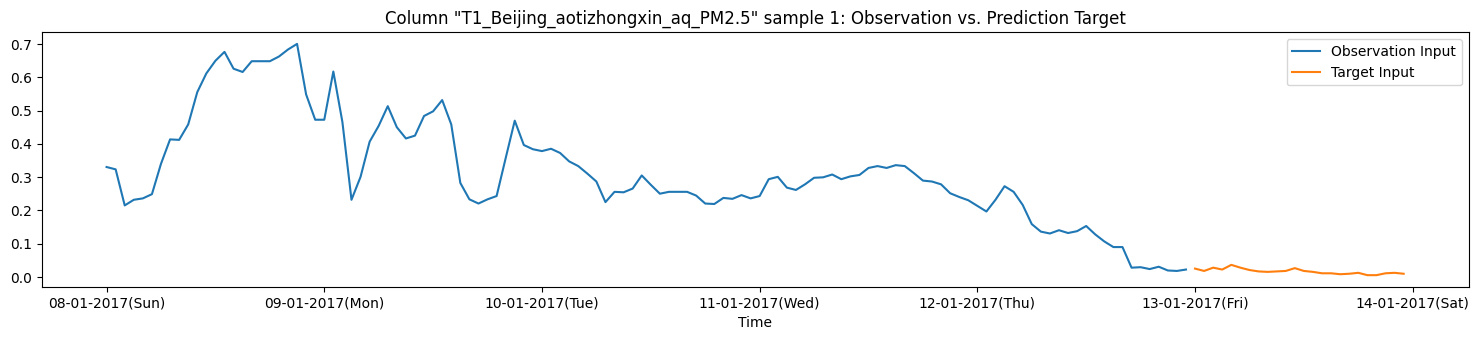 Column "T1_Beijing_aotizhongxin_aq_PM2.5" sample 1: Observation vs. Prediction Target
Observation Input
Target Input
0.7
0.6
0.5
0.4
0.3
0.2
0.1
0.0
08-01-2017(Sun) 09-01-2017(Mon) 10-01-2017(Tue) 11-01-2017(Wed) 12-01-2017(Thu) 13-01-2017(Fri) 14-01-2017(Sat)
Time